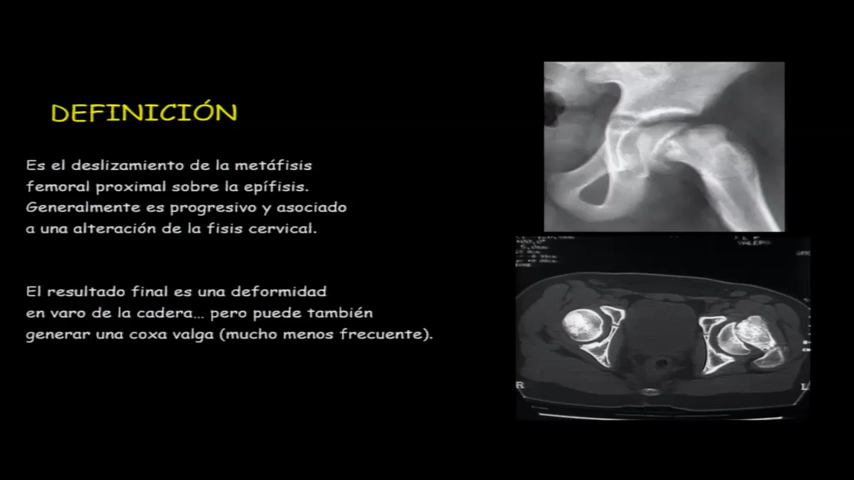 DEFINICIÓN
Es el deslizamiento de la metáfisis
femoral proximal sobre la epífisis.
Generalmente es progresivo y asociado
a una alteración de la fisis cervical.
El resultado final es una deformidad
en varo de la cadera... pero puede también
generar una coxa valga (mucho menos frecuente).
R